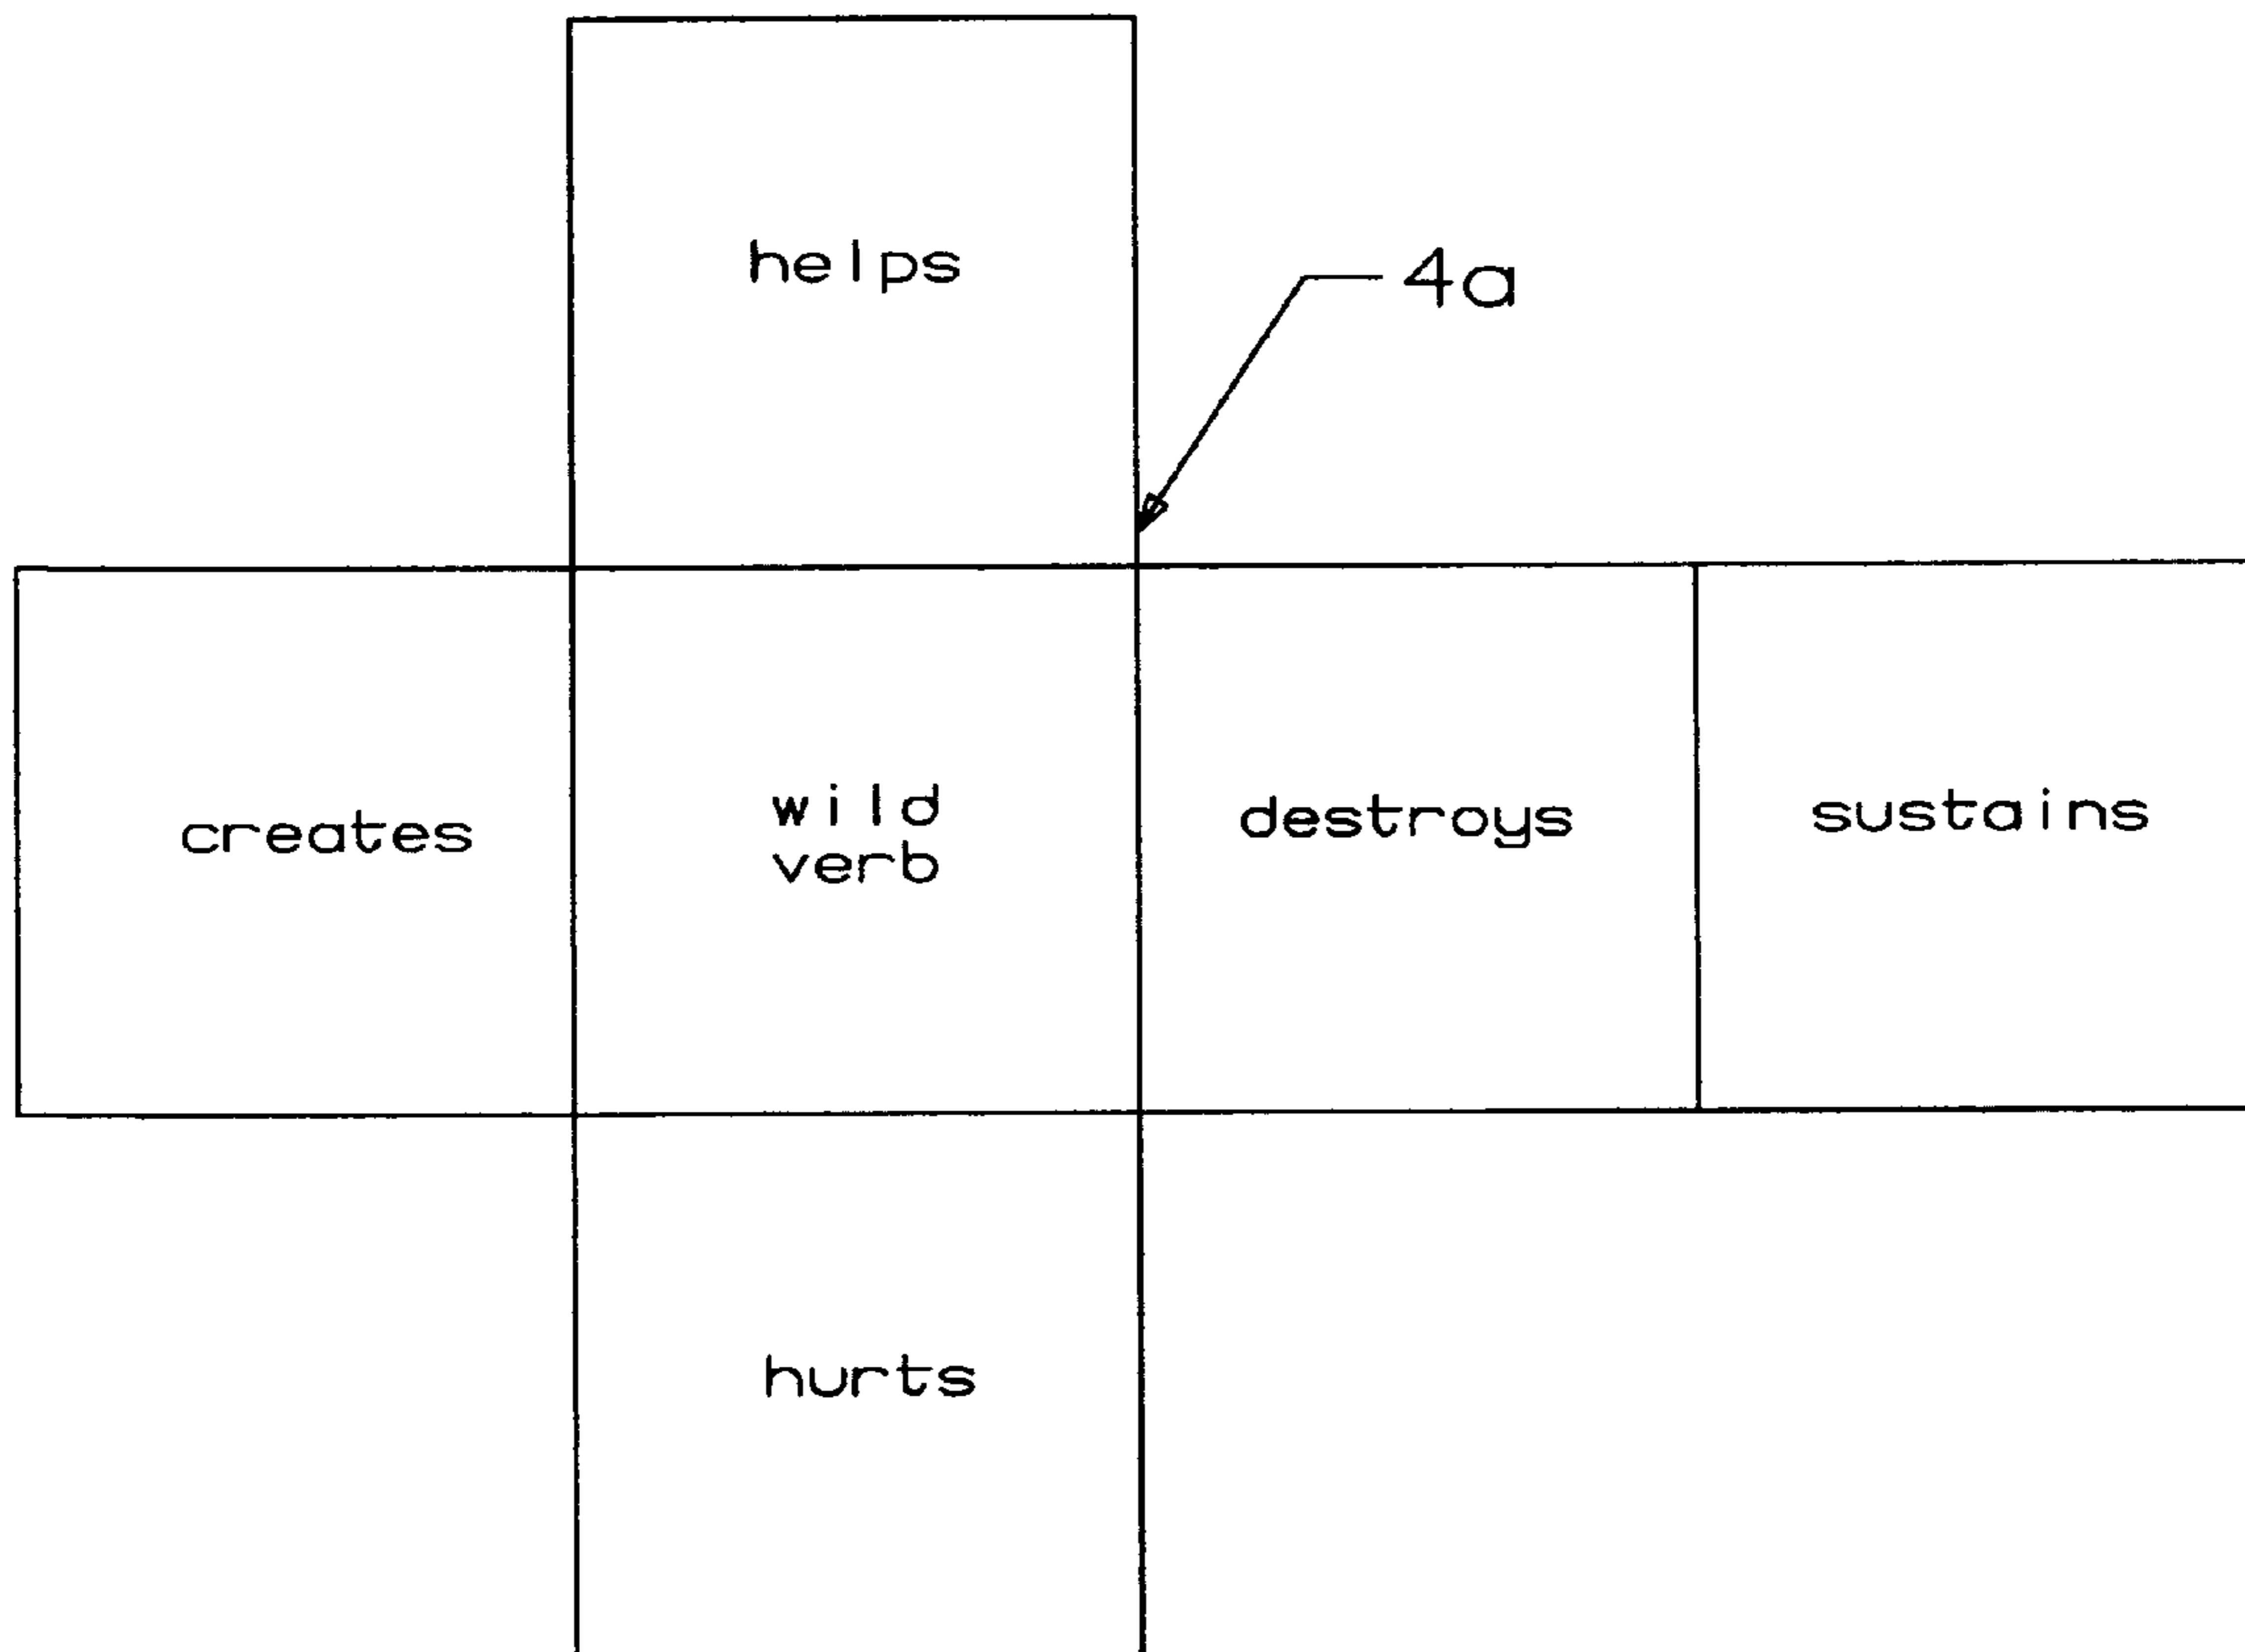 helps
4a
creates
wild
verb
destroys
sustains
hurts